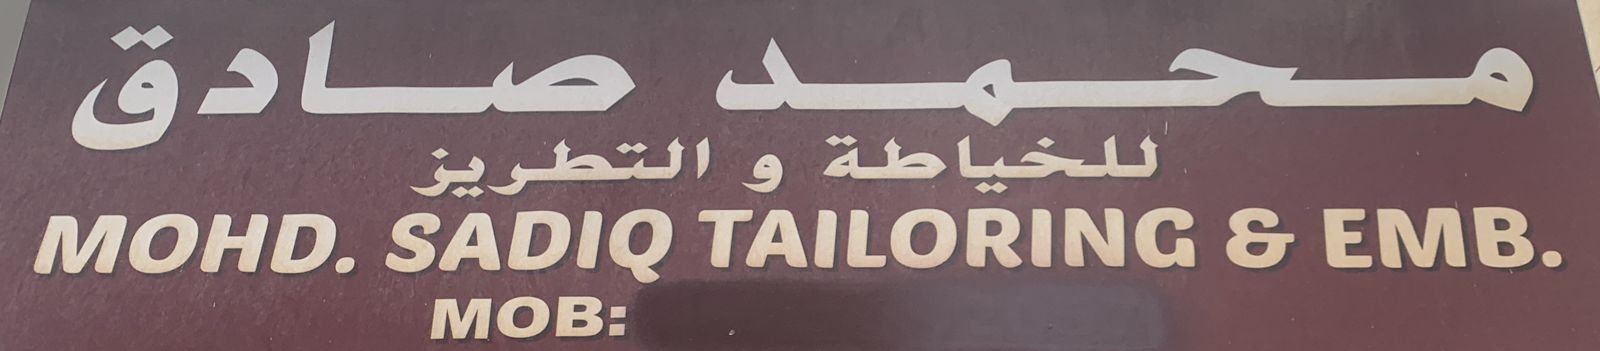 محمد صادق
للخياطة و التطريز
MOHD. SADIQ TAILORING & EMB.
MOB: